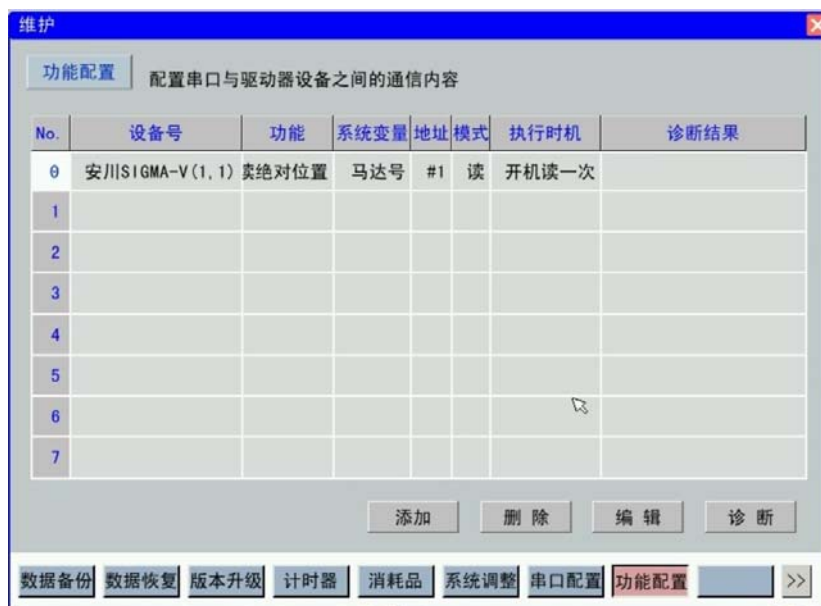 维护
功能配置 配置串口与驱动器设备之间的通信内容
No. 设备号 功能 系统变量 地址 模式 执行时机 诊断结果
0 安川SIGMA-V(1,1) 读绝对位置 马达号 #1 读 开机读一次
1
2
3
4
5
6
7
添加 删除 编辑 诊断
数据备份 数据恢复 版本升级 计时器 消耗品 系统调整 串口配置 功能配置 >>